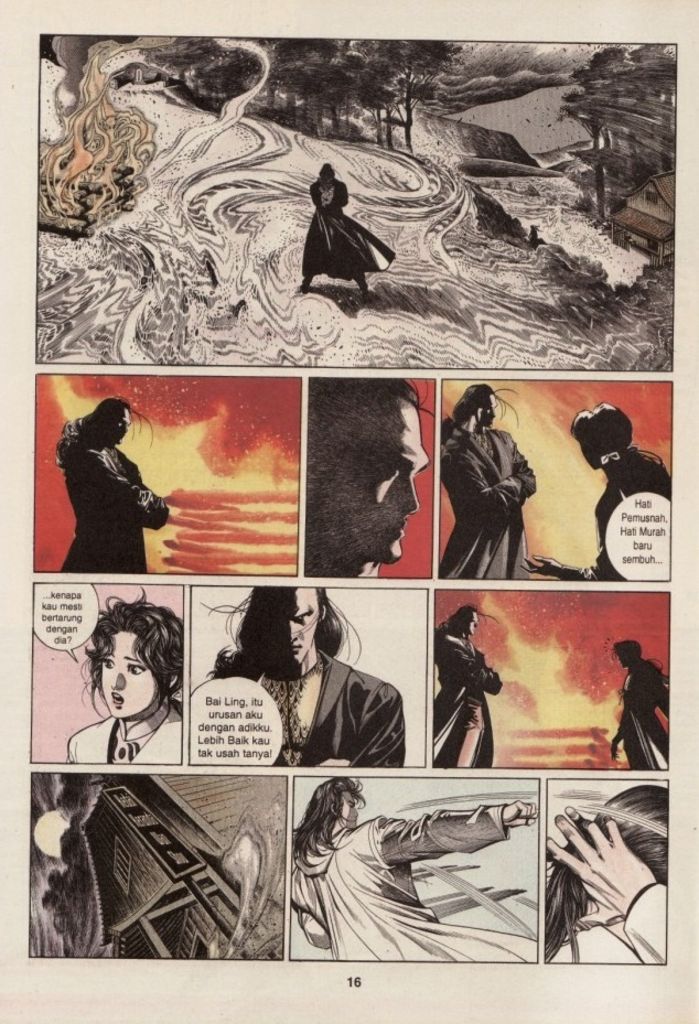 Hati
Pemusnah,
Hati Murah
baru
sembuh...
...kenapa
kau mesti
bertarung
dengan
dia?
Bai Ling, itu
urusan aku
dengan adikku.
Lebih Baik kau
tak usah tanya!
16